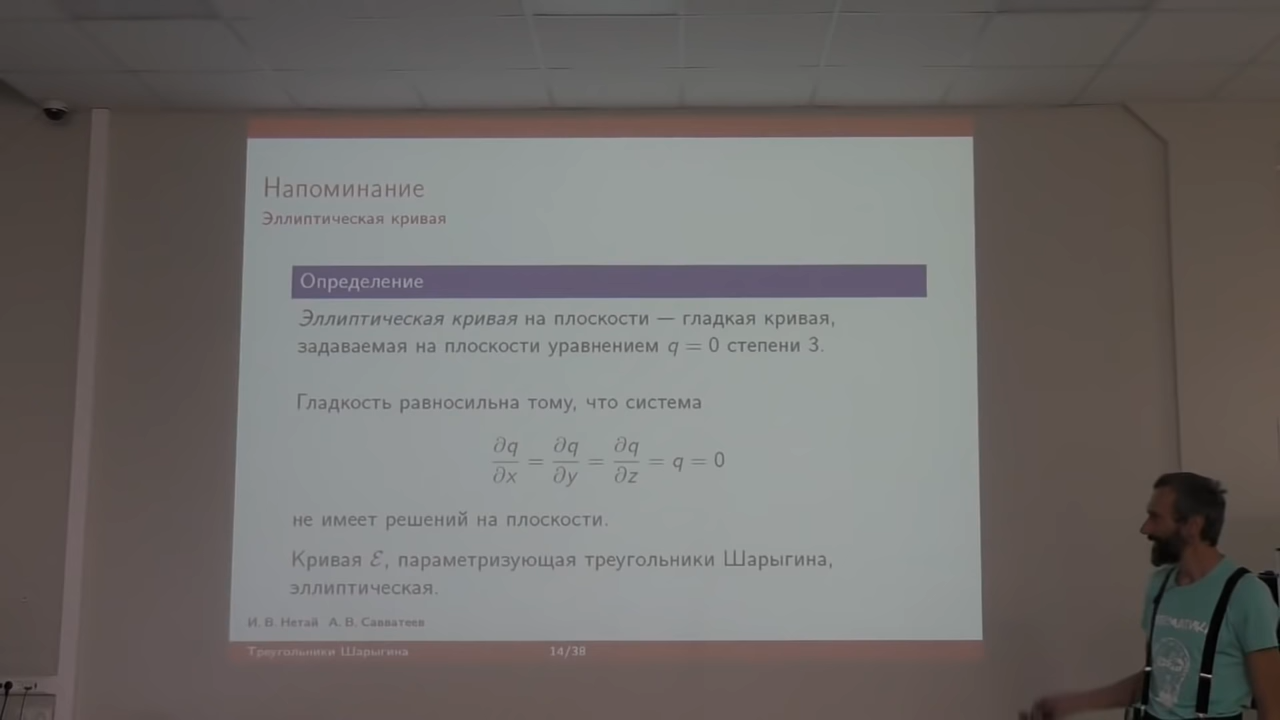 Напоминание
Эллиптическая кривая
Определение
Эллиптическая кривая на плоскости — гладкая кривая,
задаваемая на плоскости уравнением q = 0 степени 3.
Гладкость равносильна тому, что система
∂q/∂x = ∂q/∂y = ∂q/∂z = q = 0
не имеет решений на плоскости.
Кривая ℰ, параметризующая треугольники Шарыгина,
эллиптическая.
И. В. Нетай А. В. Савватеев
Треугольники Шарыгина 14/38